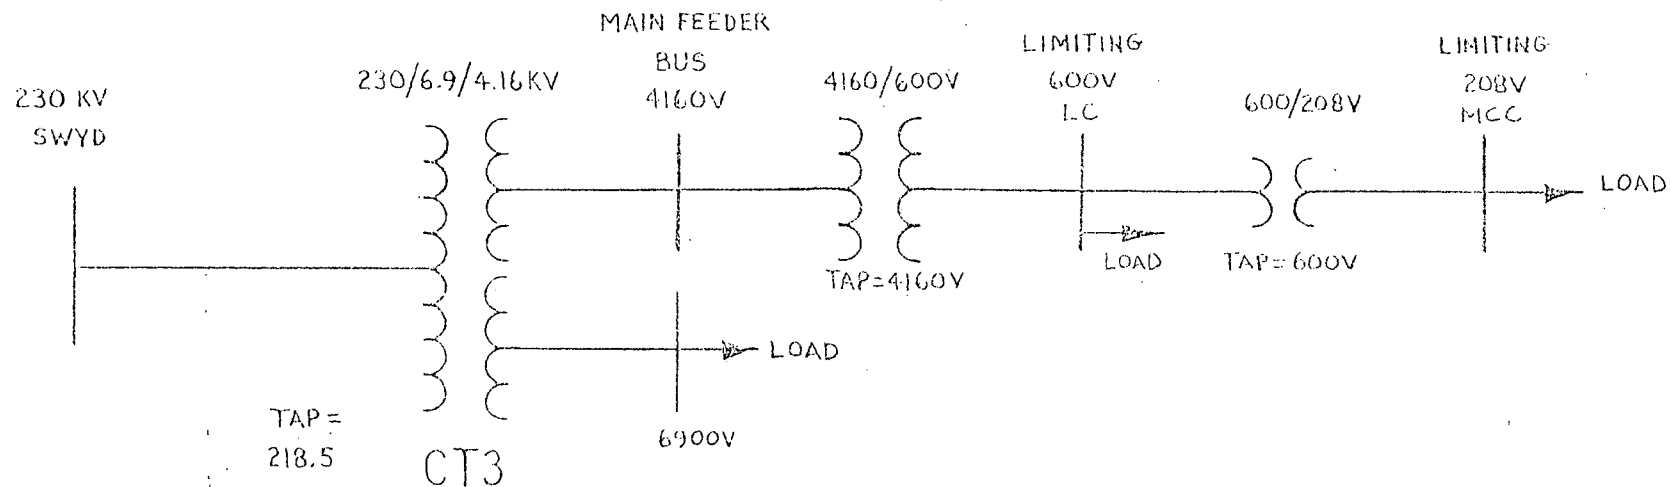 230 KV
SWYD
230/6.9/4.16KV
MAIN FEEDER
BUS
4160V
4160/600V
LIMITING
600V
LC
600/208V
LIMITING
208V
MCC
LOAD
TAP=4160V
LOAD
TAP=600V
LOAD
TAP=
218.5
CT3
6900V